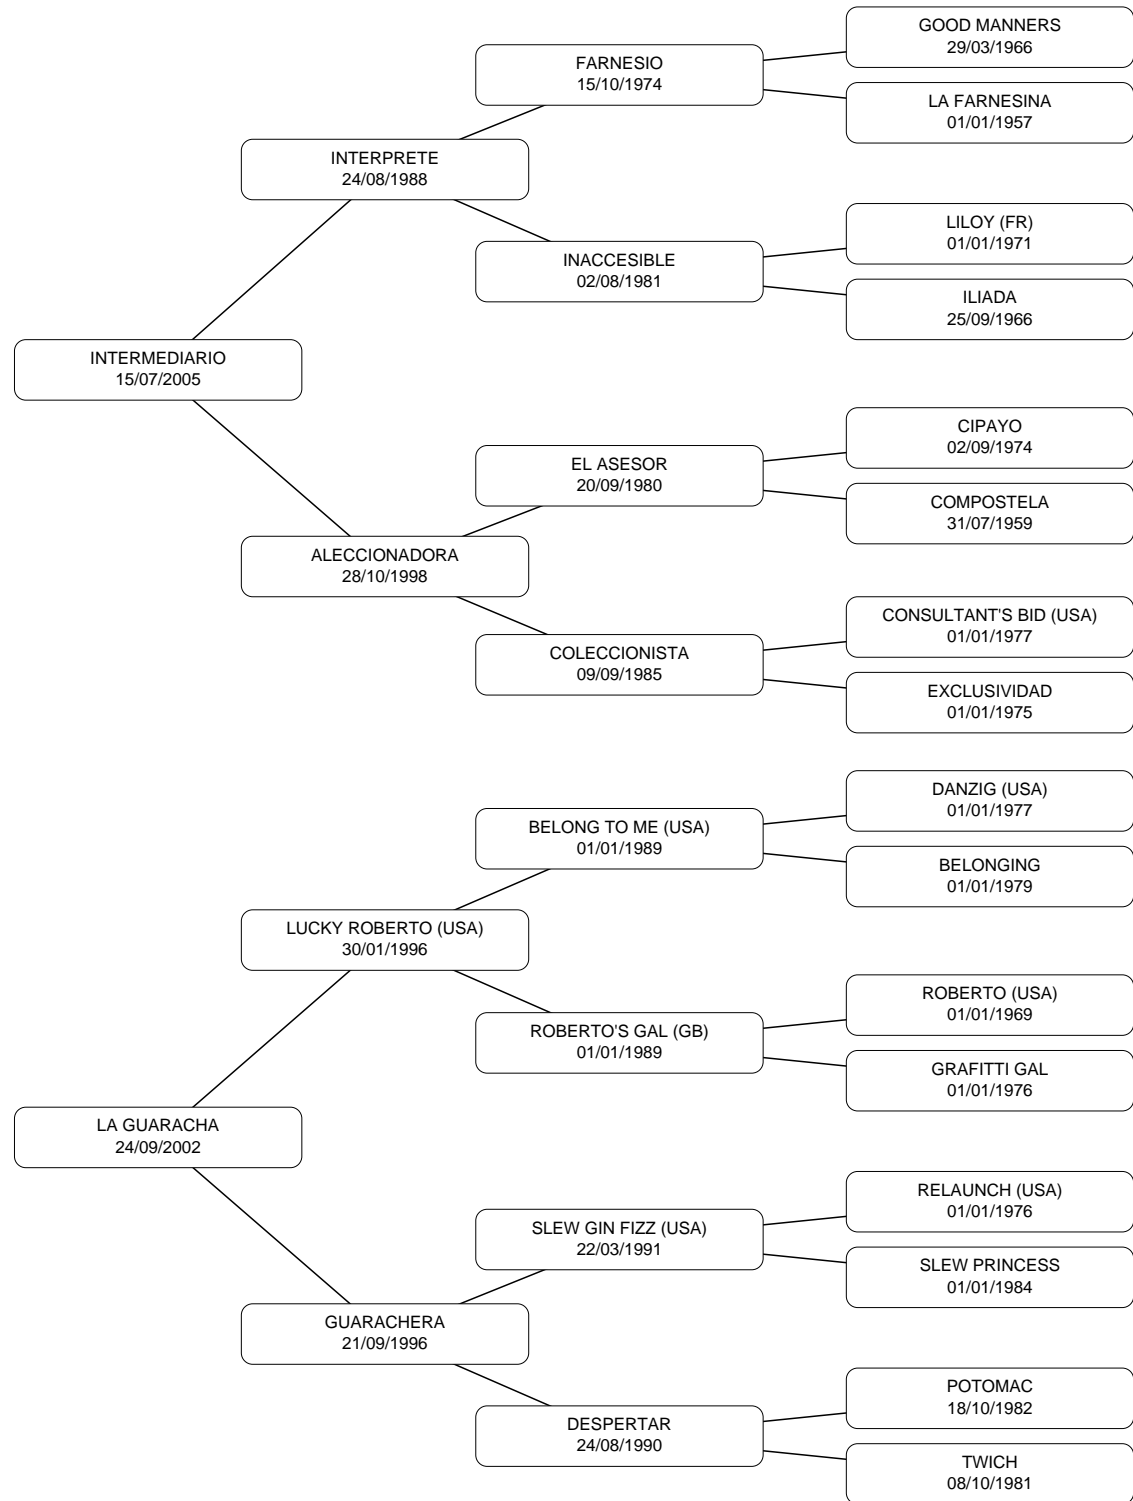 GOOD MANNERS
29/03/1966
FARNESIO
15/10/1974
LA FARNESINA
01/01/1957
INTERPRETE
24/08/1988
LILOY (FR)
01/01/1971
INACCESIBLE
02/08/1981
ILIADA
25/09/1966
INTERMEDIARIO
15/07/2005
CIPAYO
02/09/1974
EL ASESOR
20/09/1980
COMPOSTELA
31/07/1959
ALECCIONADORA
28/10/1998
CONSULTANT'S BID (USA)
01/01/1977
COLECCIONISTA
09/09/1985
EXCLUSIVIDAD
01/01/1975
DANZIG (USA)
01/01/1977
BELONG TO ME (USA)
01/01/1989
BELONGING
01/01/1979
LUCKY ROBERTO (USA)
30/01/1996
ROBERTO (USA)
01/01/1969
ROBERTO'S GAL (GB)
01/01/1989
GRAFITTI GAL
01/01/1976
LA GUARACHA
24/09/2002
RELAUNCH (USA)
01/01/1976
SLEW GIN FIZZ (USA)
22/03/1991
SLEW PRINCESS
01/01/1984
GUARACHERA
21/09/1996
POTOMAC
18/10/1982
DESPERTAR
24/08/1990
TWICH
08/10/1981